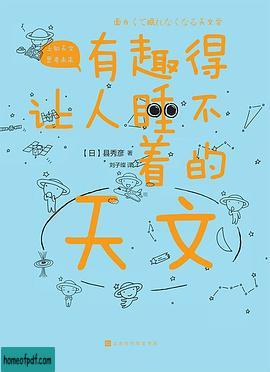 面白くて眠れなくなる天文学
有趣得
让人睡不
着的
【日】县秀彦 著
刘子璨 译
天文
homeofpdf.com